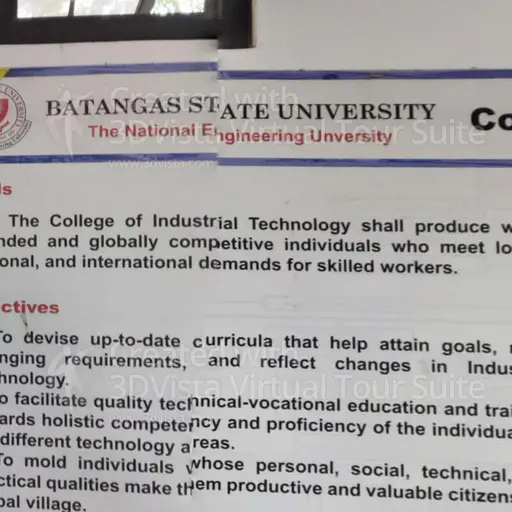 BATANGAS STATE UNIVERSITY Co
The National Engineering Unversity
Created with
3DVista Virtual Tour Suite
www.3dvista.com
ls
The College of Industrial Technology shall produce w
nded and globally competitive individuals who meet lo
onal, and international demands for skilled workers.
ctives
To devise up-to-date curricula that help attain goals,
nging requirements, and reflect changes in Indus
hnology.
Created with
3DVista Virtual Tour Suite
o facilitate quality technical-vocational education and trai
ards holistic competency and proficiency of the individua
different technology areas.
To mold individuals whose personal, social, technical,
ctical qualities make them productive and valuable citizens
bal village.